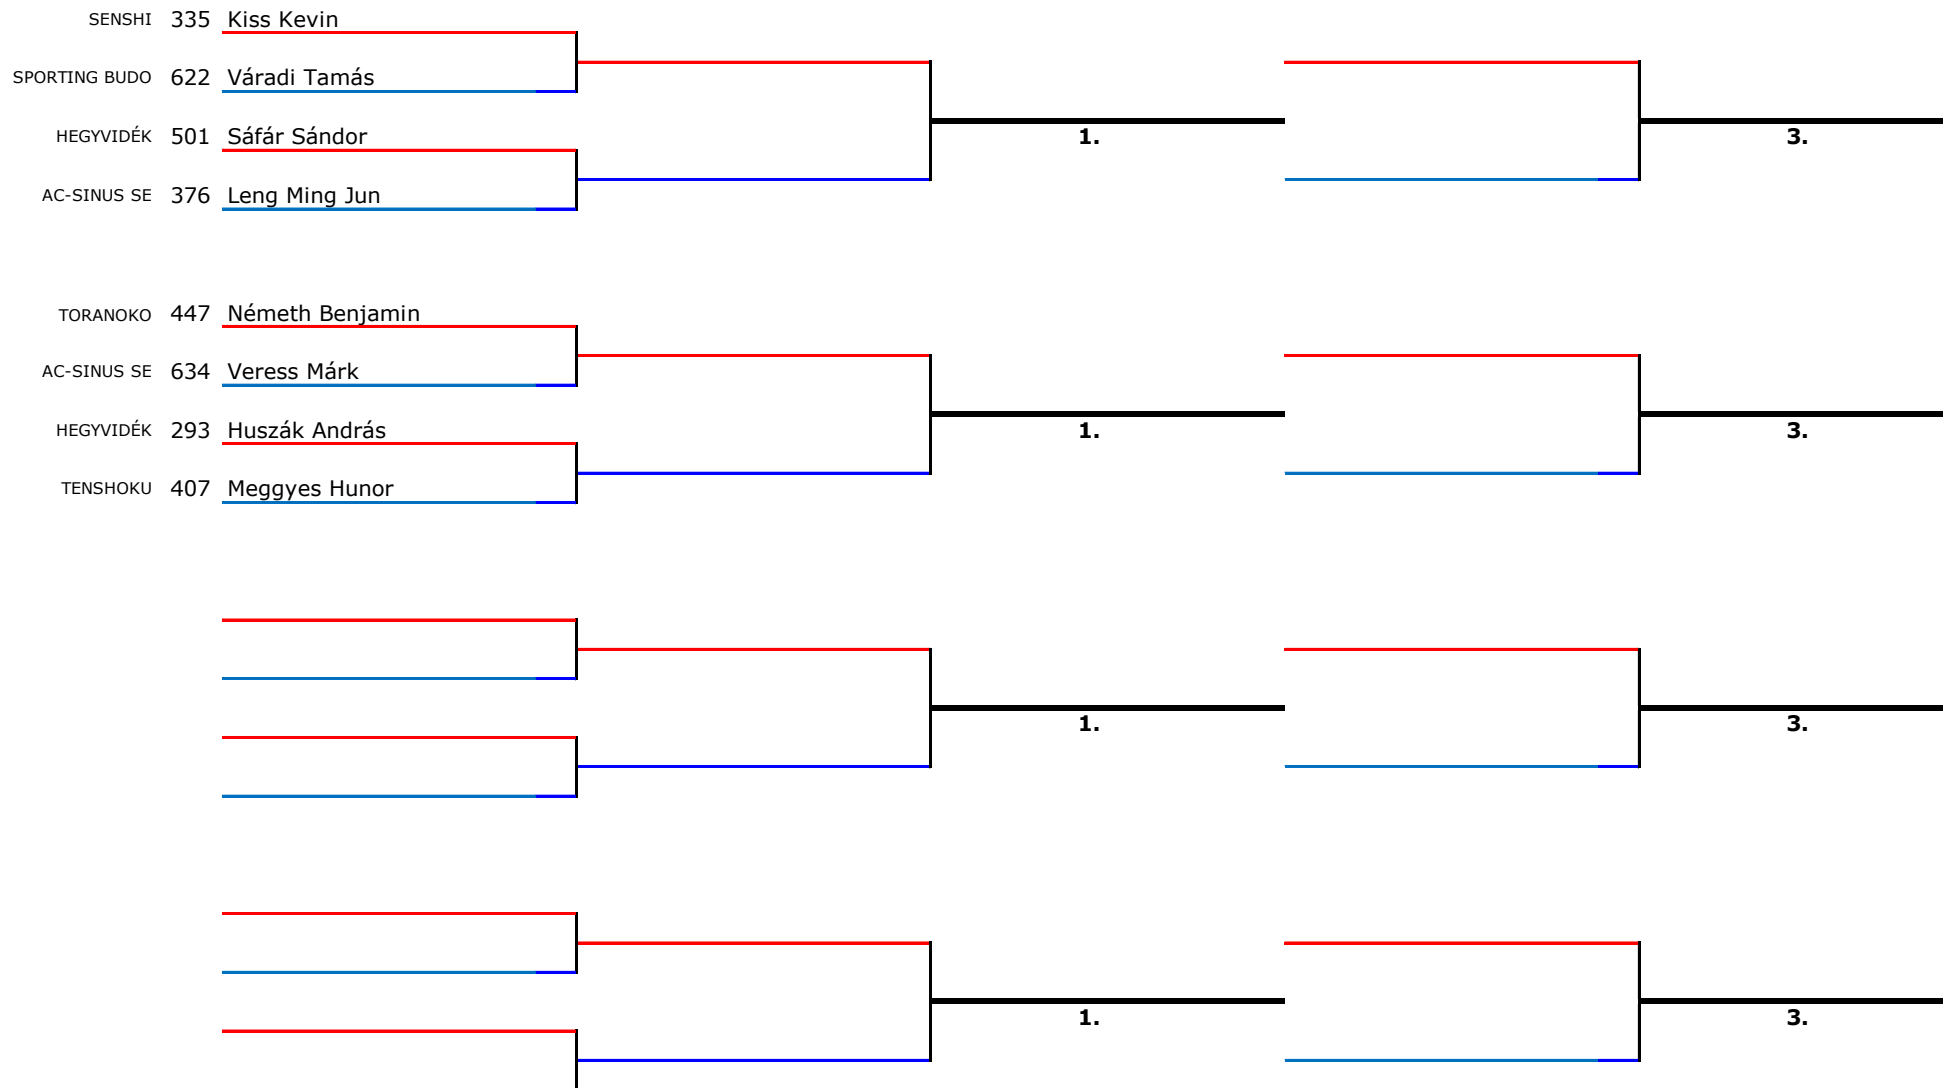 SENSHI 335 Kiss Kevin
SPORTING BUDO 622 Váradi Tamás
1. 3.
HEGYVIDÉK 501 Sáfár Sándor
AC-SINUS SE 376 Leng Ming Jun
TORANOKO 447 Németh Benjamin
AC-SINUS SE 634 Veress Márk
1. 3.
HEGYVIDÉK 293 Huszák András
TENSHOKU 407 Meggyes Hunor
1. 3.
1. 3.